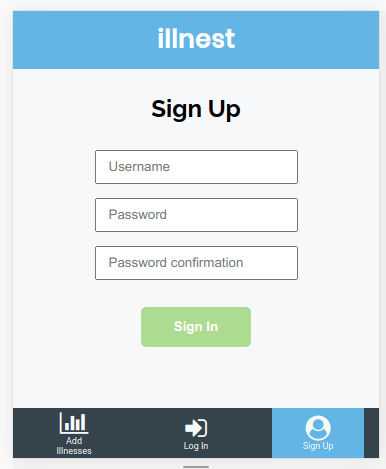 illnest
Sign Up
Username
Password
Password confirmation
Sign In
Add
Illnesses
Log In
Sign Up